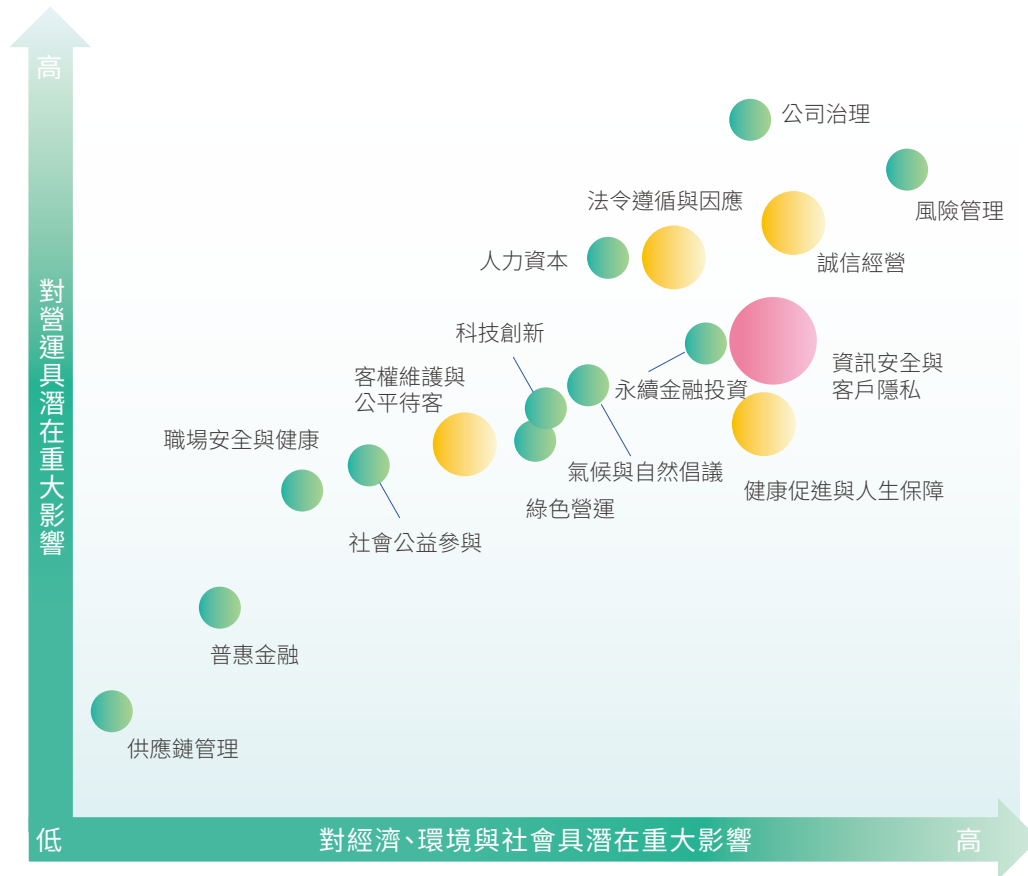 高
對營運具潛在重大影響
公司治理
風險管理
法令遵循與因應
誠信經營
人力資本
科技創新
資訊安全與
客戶隱私
客權維護與
公平待客
永續金融投資
職場安全與健康
氣候與自然倡議
健康促進與人生保障
綠色營運
社會公益參與
普惠金融
供應鏈管理
低
對經濟、環境與社會具潛在重大影響
高